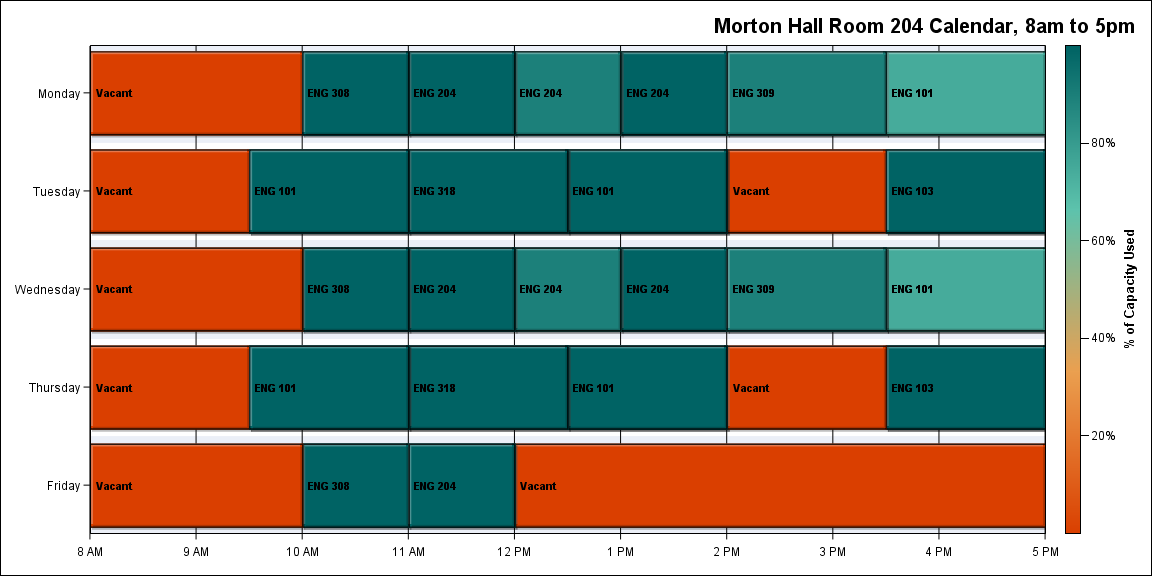 Morton Hall Room 204 Calendar, 8am to 5pm
Monday
Vacant
ENG 308
ENG 204
ENG 204
ENG 204
ENG 309
ENG 101
Tuesday
Vacant
ENG 101
ENG 318
ENG 101
Vacant
ENG 103
Wednesday
Vacant
ENG 308
ENG 204
ENG 204
ENG 204
ENG 309
ENG 101
Thursday
Vacant
ENG 101
ENG 318
ENG 101
Vacant
ENG 103
Friday
Vacant
ENG 308
ENG 204
Vacant
8 AM
9 AM
10 AM
11 AM
12 PM
1 PM
2 PM
3 PM
4 PM
5 PM
80%
60%
40%
20%
% of Capacity Used